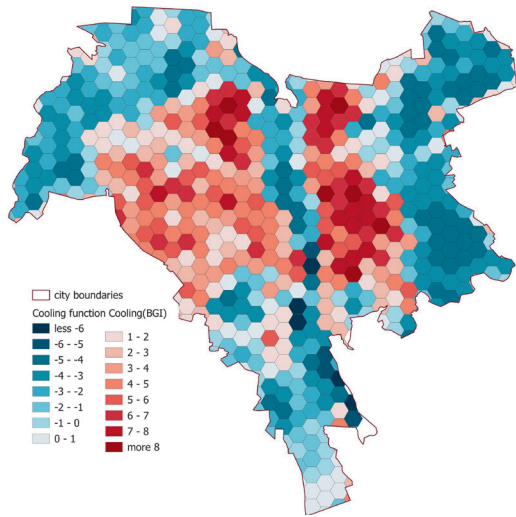 city boundaries
Cooling function Cooling(BGI)
less -6
-6 - -5
-5 - -4
-4 - -3
-3 - -2
-2 - -1
-1 - 0
0 - 1
1 - 2
2 - 3
3 - 4
4 - 5
5 - 6
6 - 7
7 - 8
more 8